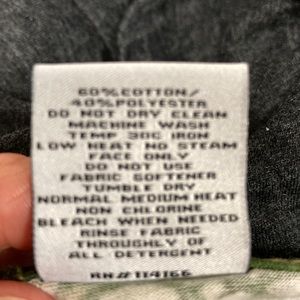 60%COTTON/
40%POLYESTER
DO NOT DRY CLEAN
MACHINE WASH
TEMP 30C IRON
LOW HEAT NO STEAM
FACE ONLY
DO NOT USE
FABRIC SOFTENER
TUMBLE DRY
NORMAL MEDIUM HEAT
NON CHLORINE
BLEACH WHEN NEEDED
RINSE FABRIC
THROUGHLY OF
ALL DETERGENT
RN#114166